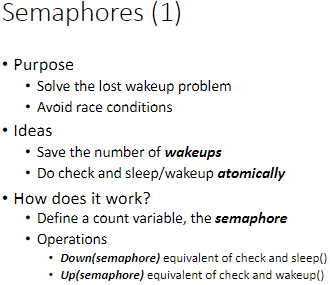 Semaphores (1)
• Purpose
• Solve the lost wakeup problem
• Avoid race conditions
• Ideas
• Save the number of wakeups
• Do check and sleep/wakeup atomically
• How does it work?
• Define a count variable, the semaphore
• Operations
• Down(semaphore) equivalent of check and sleep()
• Up(semaphore) equivalent of check and wakeup()